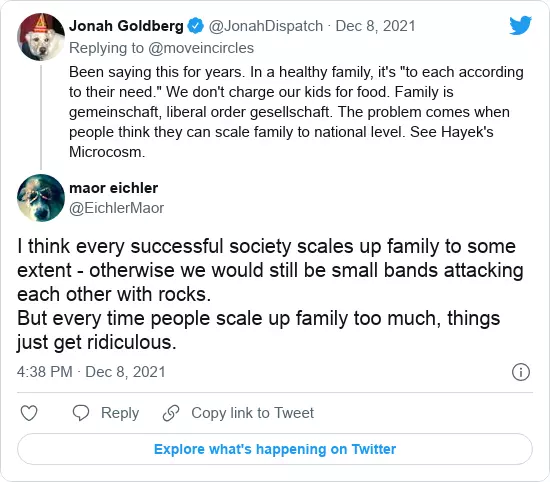 Jonah Goldberg @JonahDispatch · Dec 8, 2021
Replying to @moveincircles
Been saying this for years. In a healthy family, it's "to each according
to their need." We don't charge our kids for food. Family is
gemeinschaft, liberal order gesellschaft. The problem comes when
people think they can scale family to national level. See Hayek's
Microcosm.
maor eichler
@EichlerMaor
I think every successful society scales up family to some
extent - otherwise we would still be small bands attacking
each other with rocks.
But every time people scale up family too much, things
just get ridiculous.
4:38 PM · Dec 8, 2021
Reply Copy link to Tweet
Explore what's happening on Twitter